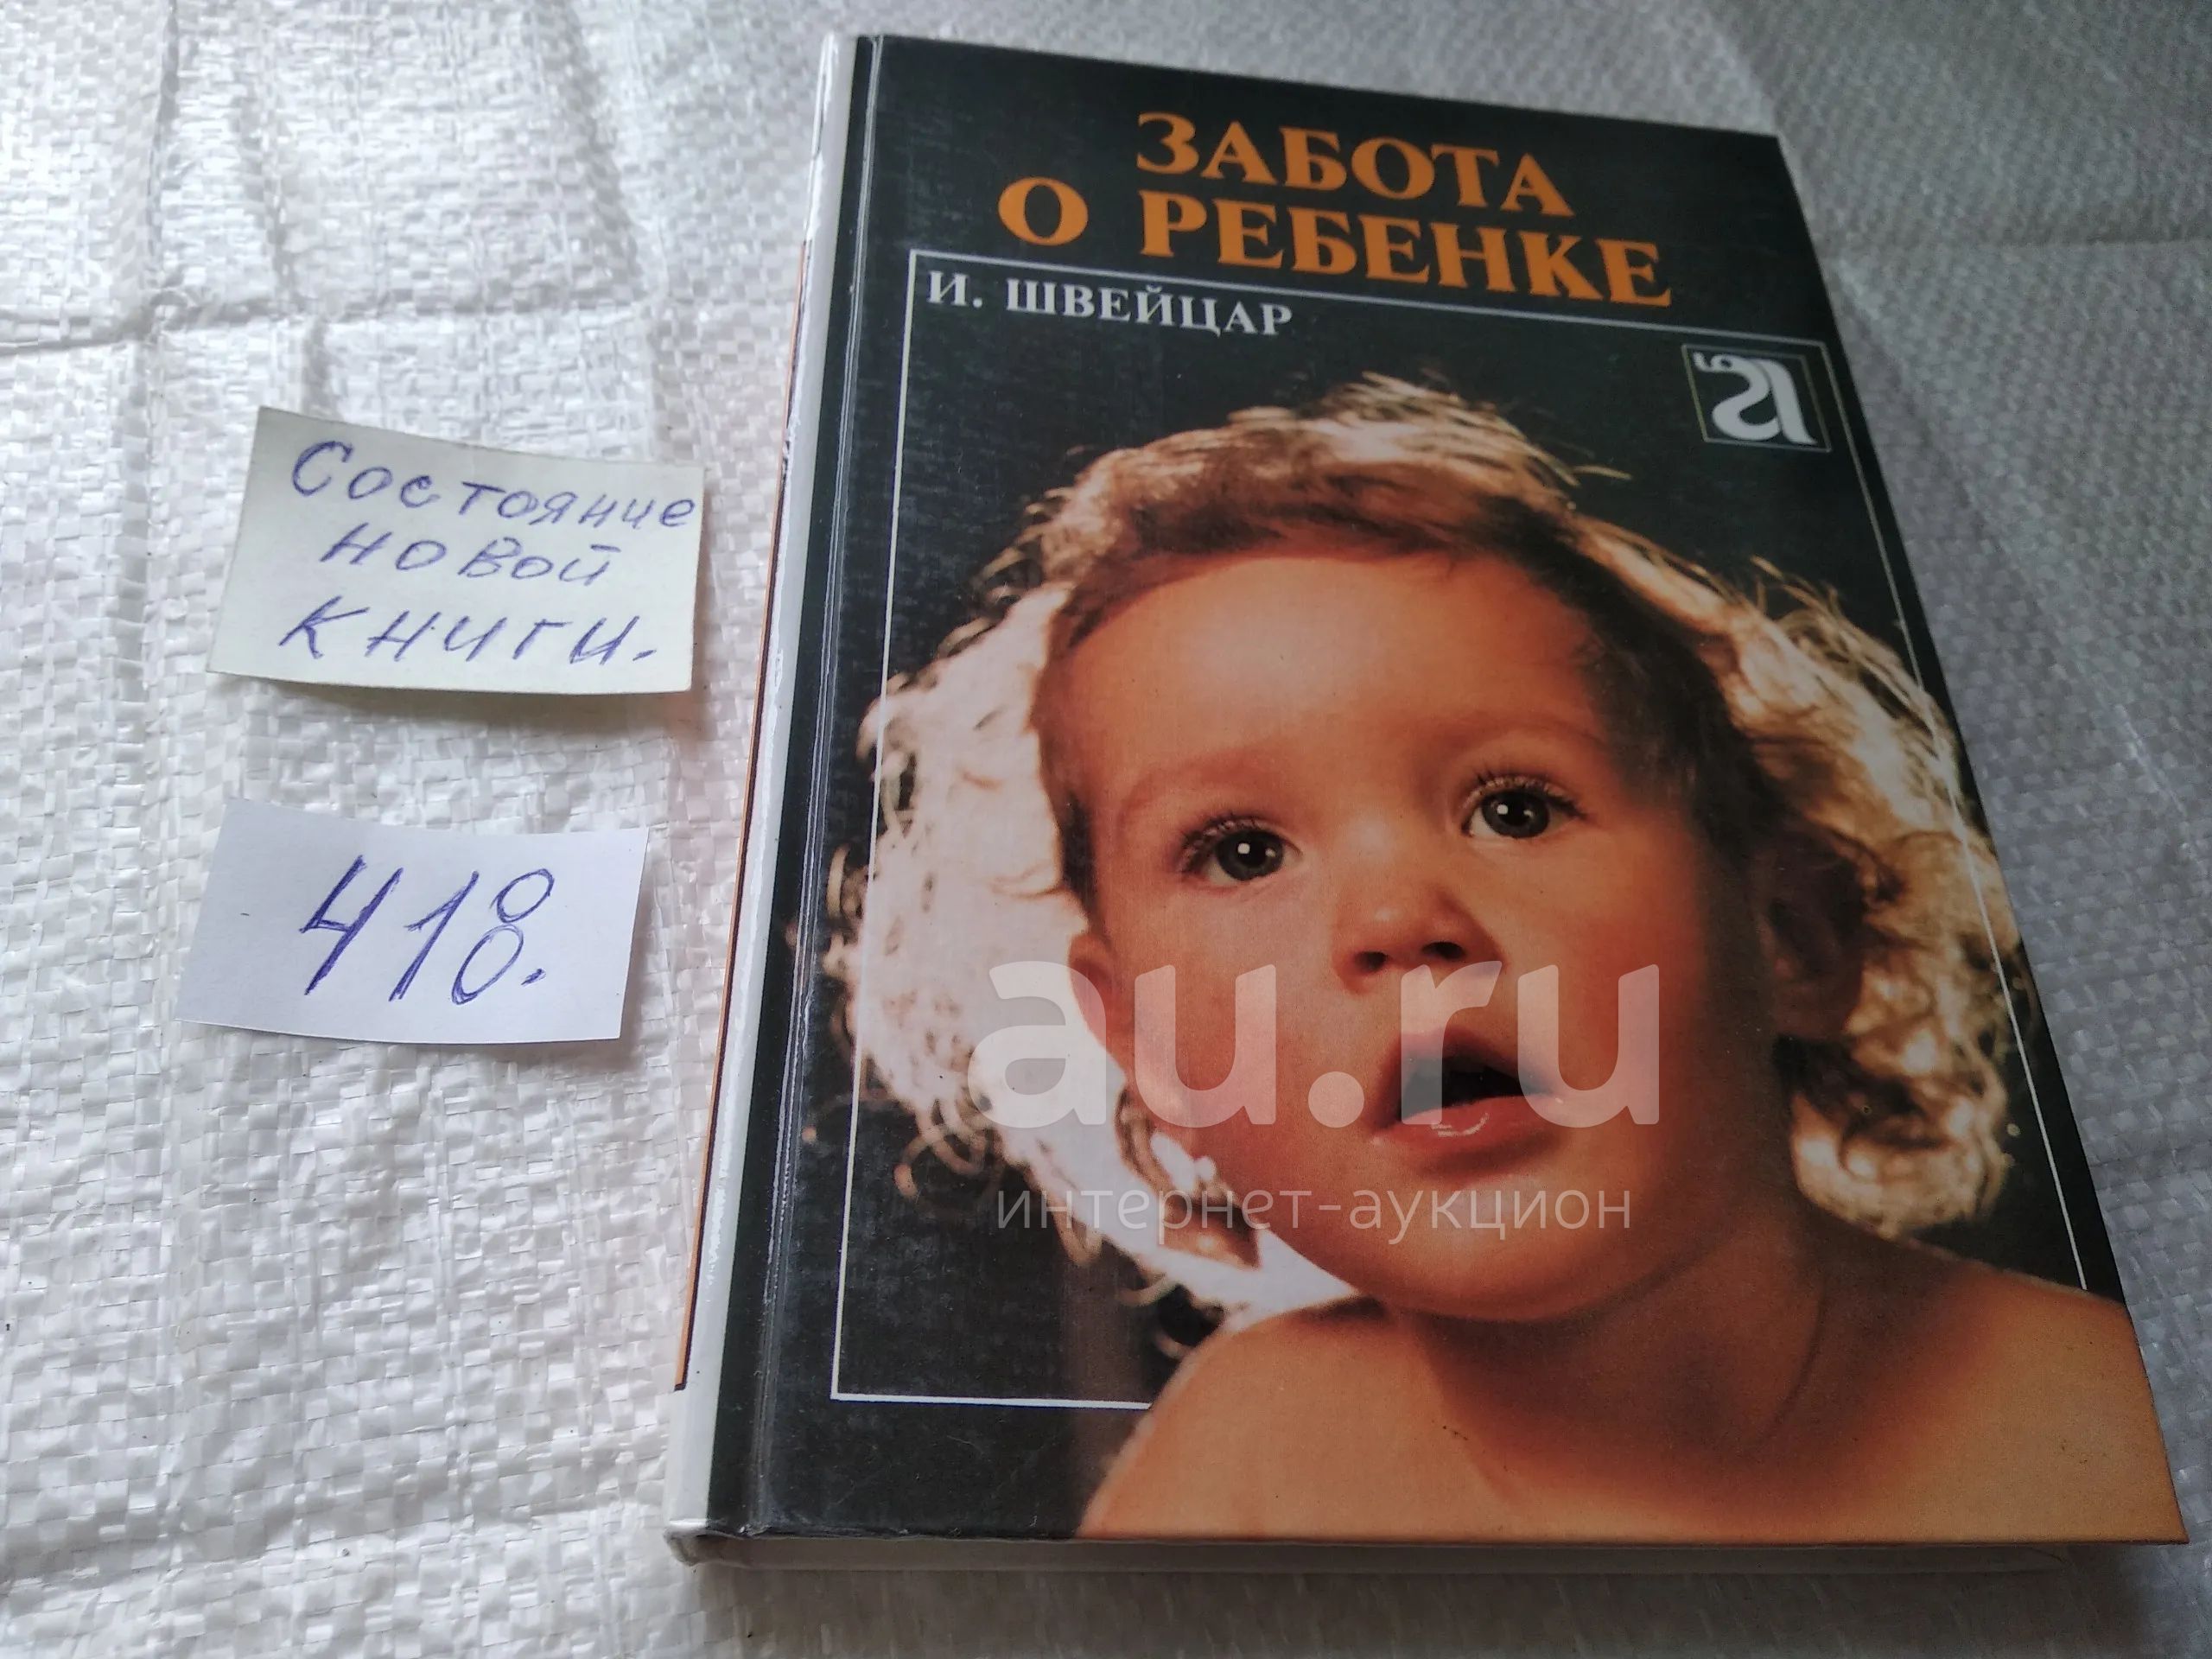 ЗАБОТА
О РЕБЕНКЕ
И. ШВЕЙЦАР
Состояние
новой
книги.
418.
au.ru
интернет-аукцион